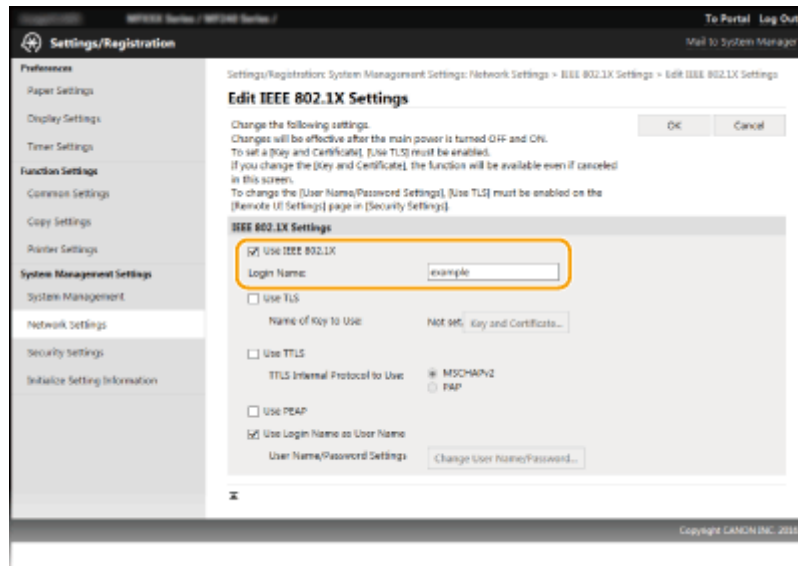 MFXXX Series / MF240 Series /
To Portal Log Out
Settings/Registration
Mail to System Manager
Preferences
Paper Settings
Display Settings
Timer Settings
Function Settings
Common Settings
Copy Settings
Printer Settings
System Management Settings
System Management
Network Settings
Security Settings
Initialize Setting Information
Settings/Registration: System Management Settings: Network Settings > IEEE 802.1X Settings > Edit IEEE 802.1X Settings
Edit IEEE 802.1X Settings
Change the following settings.
Changes will be effective after the main power is turned OFF and ON.
To set a [Key and Certificate], [Use TLS] must be enabled.
If you change the [Key and Certificate], the function will be available even if canceled
in this screen.
To change the [User Name/Password Settings], [Use TLS] must be enabled on the
[Remote UI Settings] page in [Security Settings].
OK Cancel
IEEE 802.1X Settings
Use IEEE 802.1X
Login Name: example
Use TLS
Name of Key to Use: Not set. Key and Certificate...
Use TTLS
TTLS Internal Protocol to Use: MSCHAPv2
PAP
Use PEAP
Use Login Name as User Name
User Name/Password Settings Change User Name/Password...
Copyright CANON INC.